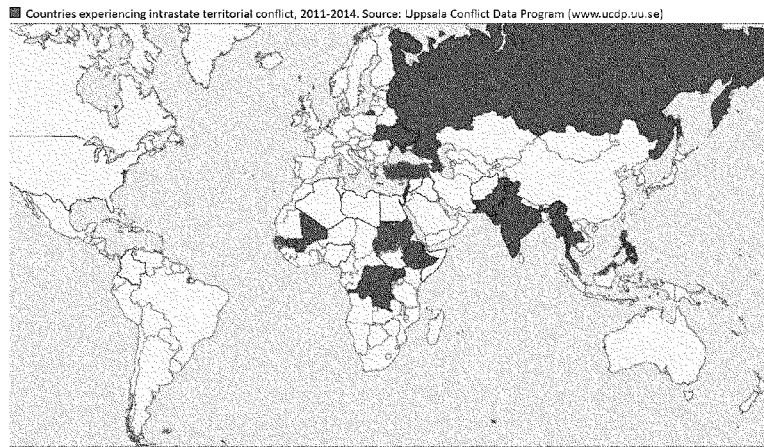 Countries experiencing intrastate territorial conflict, 2011-2014. Source: Uppsala Conflict Data Program (www.ucdp.uu.se)